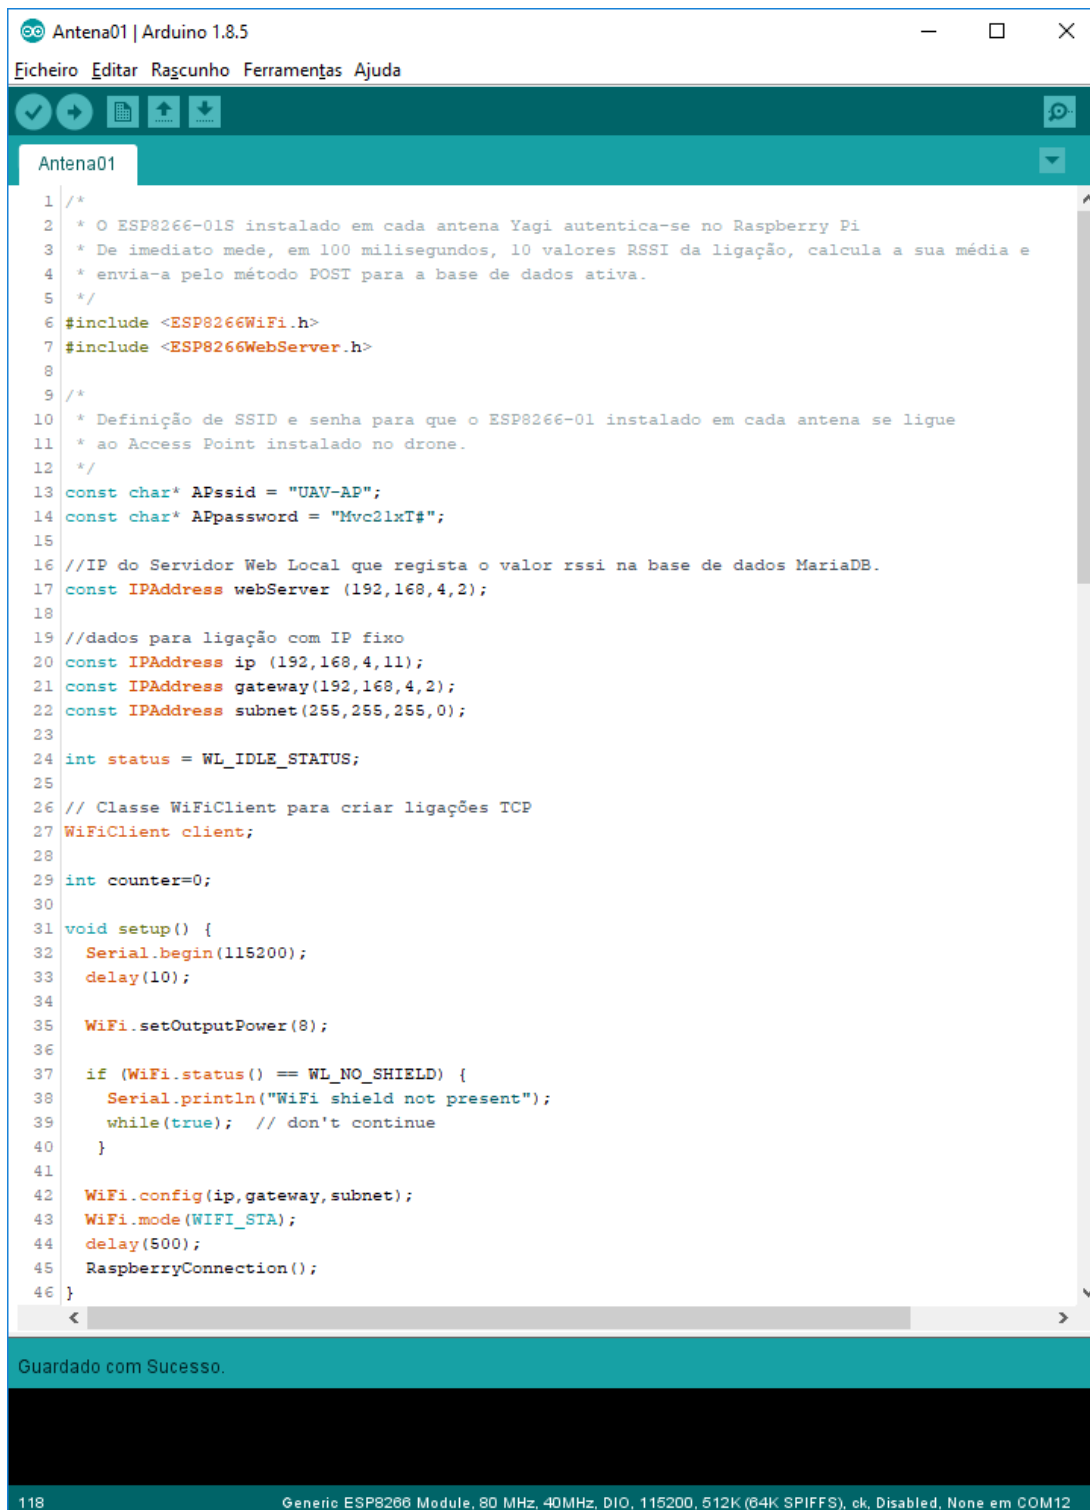 Antena01 | Arduino 1.8.5
Ficheiro Editar Rascunho Ferramentas Ajuda
Antena01
1 /*
2  * O ESP8266-01S instalado em cada antena Yagi autentica-se no Raspberry Pi
3  * De imediato mede, em 100 milisegundos, 10 valores RSSI da ligação, calcula a sua média e
4  * envia-a pelo método POST para a base de dados ativa.
5  */
6 #include <ESP8266WiFi.h>
7 #include <ESP8266WebServer.h>
8
9 /*
10  * Definição de SSID e senha para que o ESP8266-01 instalado em cada antena se ligue
11  * ao Access Point instalado no drone.
12  */
13 const char* APssid = "UAV-AP";
14 const char* APpassword = "Mvc21xT#";
15
16 //IP do Servidor Web Local que regista o valor rssi na base de dados MariaDB.
17 const IPAddress webServer (192,168,4,2);
18
19 //dados para ligação com IP fixo
20 const IPAddress ip (192,168,4,11);
21 const IPAddress gateway(192,168,4,2);
22 const IPAddress subnet(255,255,255,0);
23
24 int status = WL_IDLE_STATUS;
25
26 // Classe WiFiClient para criar ligações TCP
27 WiFiClient client;
28
29 int counter=0;
30
31 void setup() {
32   Serial.begin(115200);
33   delay(10);
34
35   WiFi.setOutputPower(8);
36
37   if (WiFi.status() == WL_NO_SHIELD) {
38     Serial.println("WiFi shield not present");
39     while(true);  // don't continue
40    }
41
42   WiFi.config(ip,gateway,subnet);
43   WiFi.mode(WIFI_STA);
44   delay(500);
45   RaspberryConnection();
46 }
Guardado com Sucesso.
118 Generic ESP8266 Module, 80 MHz, 40MHz, DIO, 115200, 512K (64K SPIFFS), ck, Disabled, None em COM12